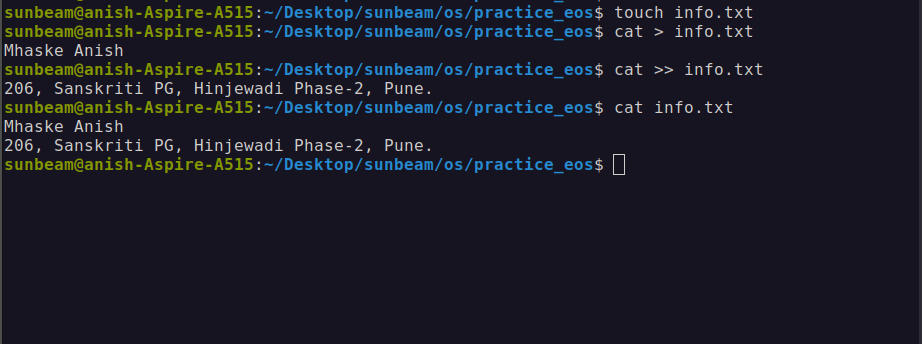 sunbeam@anish-Aspire-A515:~/Desktop/sunbeam/os/practice_eos$ touch info.txt
sunbeam@anish-Aspire-A515:~/Desktop/sunbeam/os/practice_eos$ cat > info.txt
Mhaske Anish
sunbeam@anish-Aspire-A515:~/Desktop/sunbeam/os/practice_eos$ cat >> info.txt
206, Sanskriti PG, Hinjewadi Phase-2, Pune.
sunbeam@anish-Aspire-A515:~/Desktop/sunbeam/os/practice_eos$ cat info.txt
Mhaske Anish
206, Sanskriti PG, Hinjewadi Phase-2, Pune.
sunbeam@anish-Aspire-A515:~/Desktop/sunbeam/os/practice_eos$